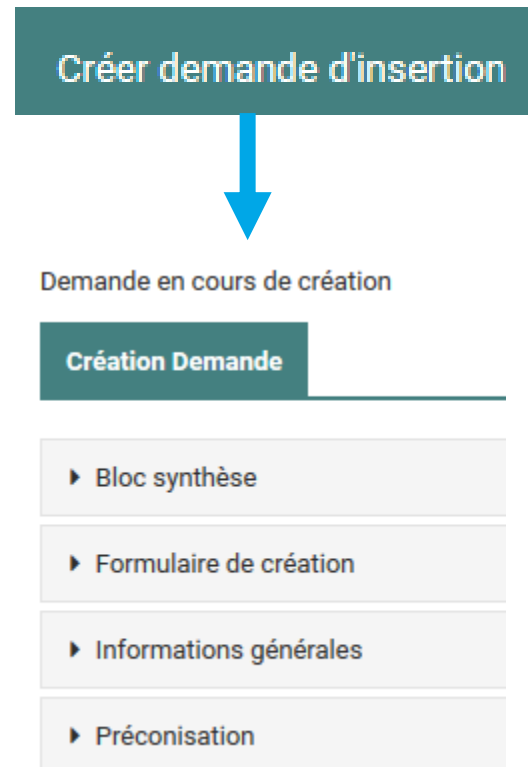 Créer demande d'insertion
Demande en cours de création
Création Demande
Bloc synthèse
Formulaire de création
Informations générales
Préconisation